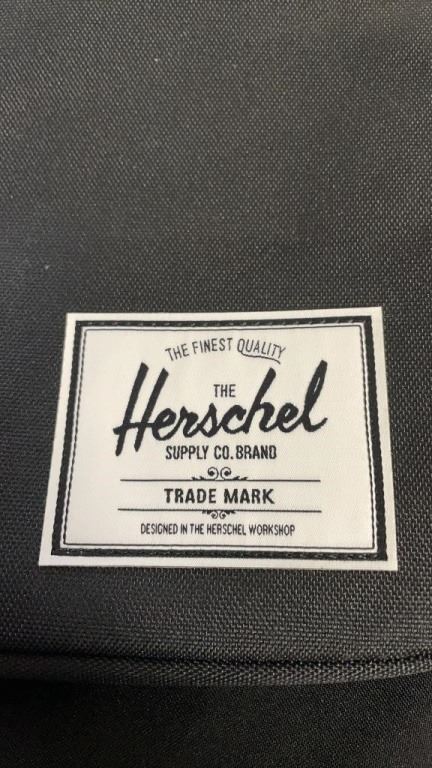 THE FINEST QUALITY
THE
Herschel
SUPPLY CO. BRAND
TRADE MARK
DESIGNED IN THE HERSCHEL WORKSHOP